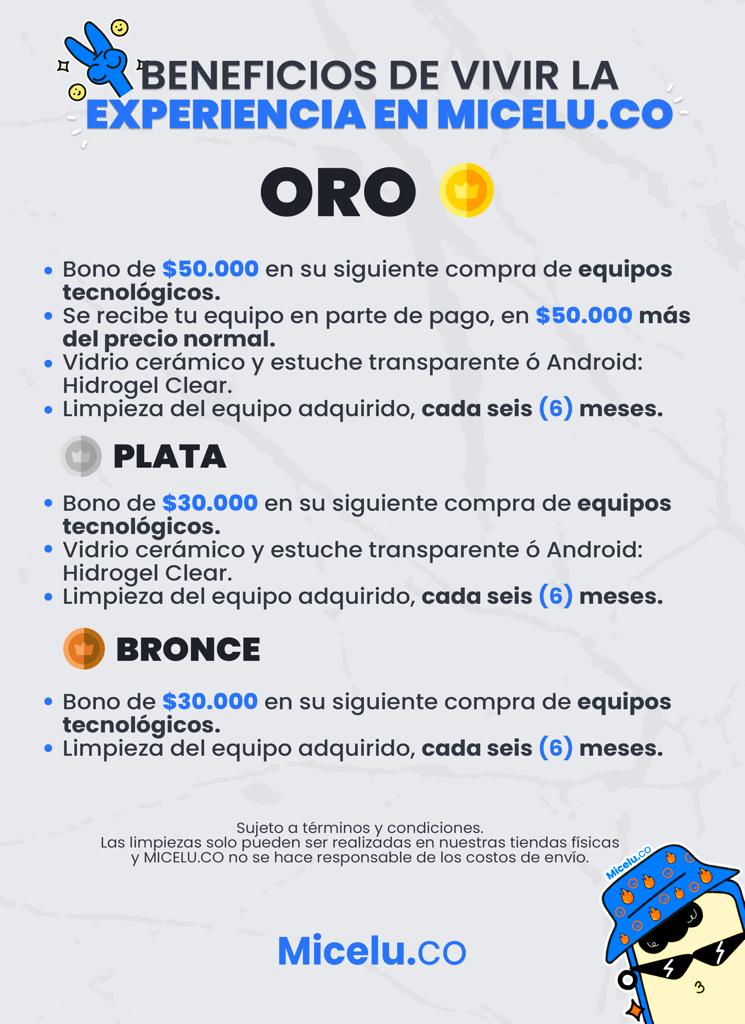 BENEFICIOS DE VIVIR LA
EXPERIENCIA EN MICELU.CO
ORO
• Bono de $50.000 en su siguiente compra de equipos
tecnológicos.
• Se recibe tu equipo en parte de pago, en $50.000 más
del precio normal.
• Vidrio cerámico y estuche transparente ó Android:
Hidrogel Clear.
• Limpieza del equipo adquirido, cada seis (6) meses.
PLATA
• Bono de $30.000 en su siguiente compra de equipos
tecnológicos.
• Vidrio cerámico y estuche transparente ó Android:
Hidrogel Clear.
• Limpieza del equipo adquirido, cada seis (6) meses.
BRONCE
• Bono de $30.000 en su siguiente compra de equipos
tecnológicos.
• Limpieza del equipo adquirido, cada seis (6) meses.
Sujeto a términos y condiciones.
Las limpiezas solo pueden ser realizadas en nuestras tiendas físicas
y MICELU.CO no se hace responsable de los costos de envío.
Micelu.co
Micelu.co